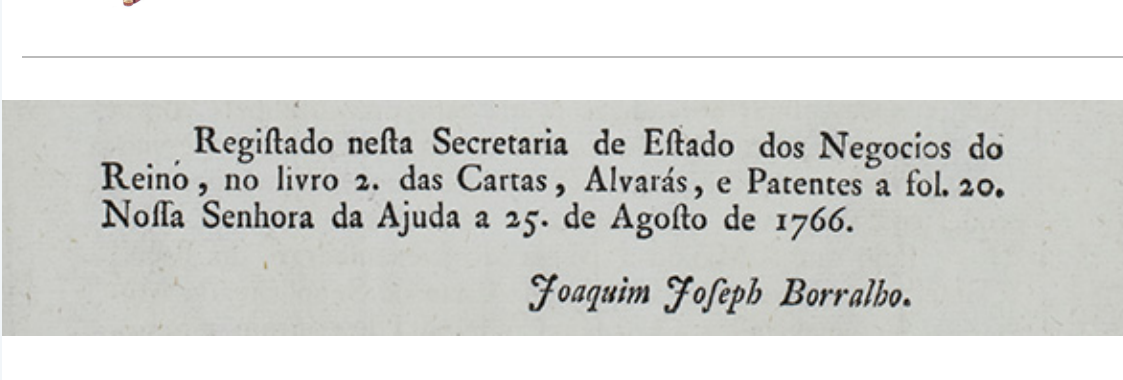 Regiſtado neſta Secretaria de Eſtado dos Negocios do
Reino, no livro 2. das Cartas, Alvarás, e Patentes a fol. 20.
Noſſa Senhora da Ajuda a 25. de Agoſto de 1766.
Joaquim Joſeph Borralho.